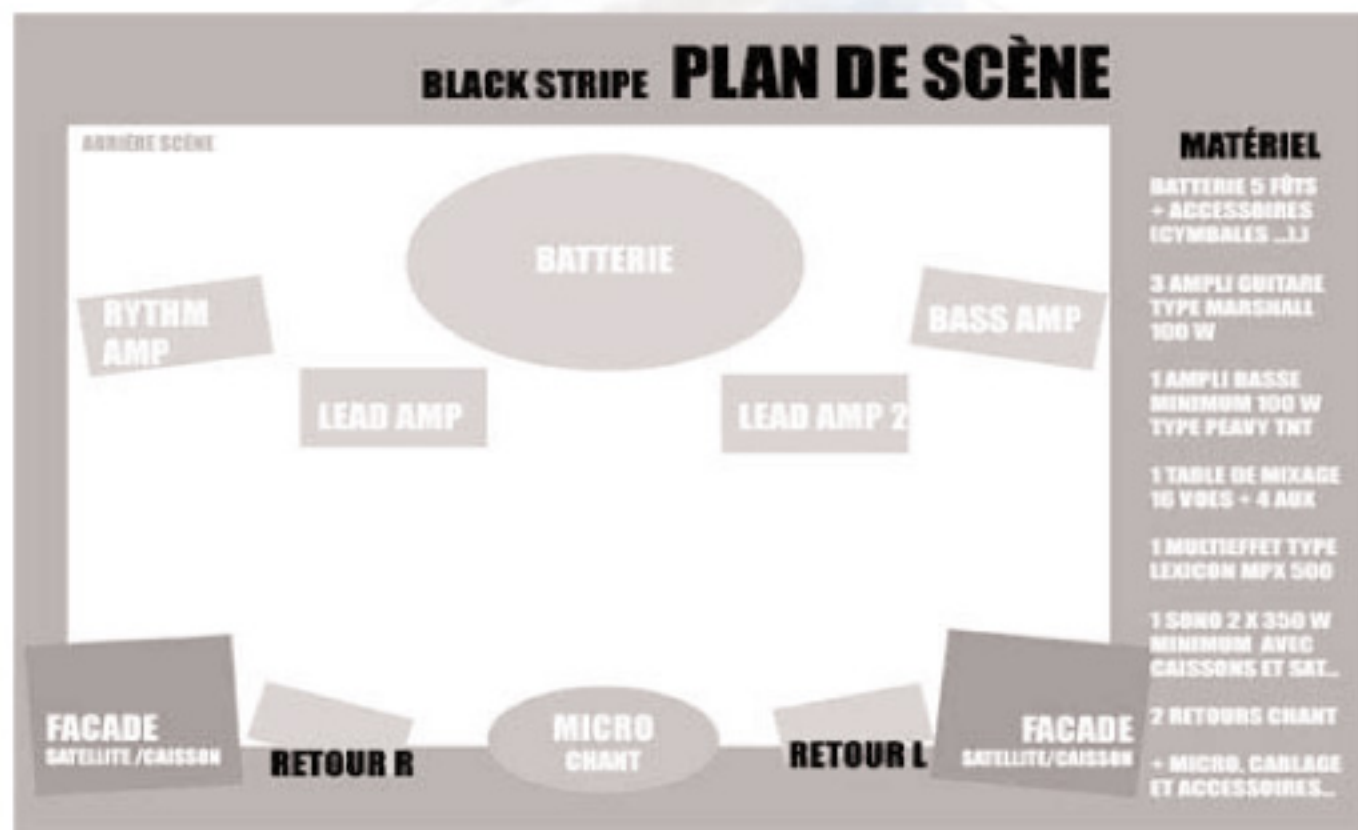 BLACK STRIPE PLAN DE SCÈNE
ARRIÈRE SCÈNE
BATTERIE
RYTHM
AMP
BASS AMP
LEAD AMP
LEAD AMP 2
FACADE
SATELLITE/CAISSON
RETOUR R
MICRO
CHANT
RETOUR L
FACADE
SATELLITE/CAISSON
MATÉRIEL
BATTERIE 5 FÛTS
+ ACCESSOIRES
(CYMBALES ...).)
3 AMPLI GUITARE
TYPE MARSHALL
100 W
1 AMPLI BASSE
MINIMUM 100 W
TYPE PEAVY TNT
1 TABLE DE MIXAGE
16 VOES + 4 AUX
1 MULTIEFFET TYPE
LEXICON MPX 500
1 SONO 2 X 350 W
MINIMUM AVEC
CAISSONS ET SAT...
2 RETOURS CHANT
+ MICRO, CABLAGE
ET ACCESSOIRES...